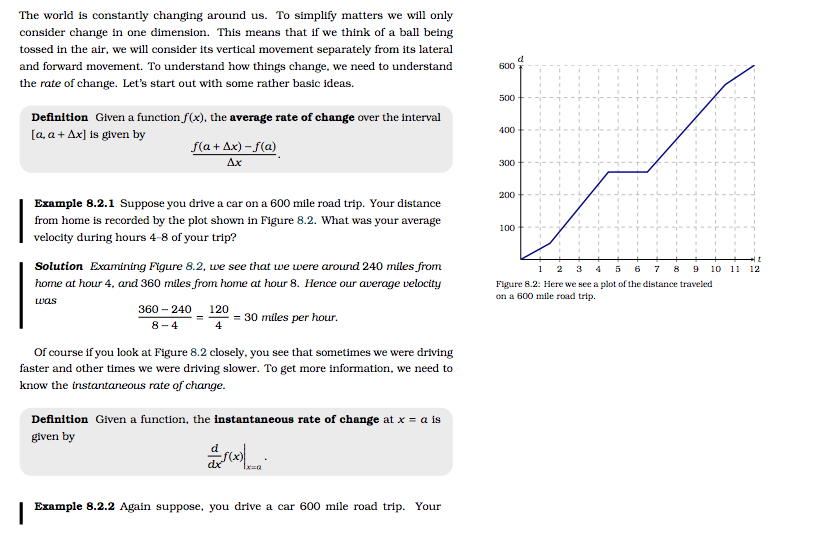 The world is constantly changing around us. To simplify matters we will only
consider change in one dimension. This means that if we think of a ball being
tossed in the air, we will consider its vertical movement separately from its lateral
and forward movement. To understand how things change, we need to understand
the rate of change. Let's start out with some rather basic ideas.
Definition Given a function f(x), the average rate of change over the interval
[a, a + Δx] is given by
f(a + Δx) − f(a)
Δx
.
Example 8.2.1 Suppose you drive a car on a 600 mile road trip. Your distance
from home is recorded by the plot shown in Figure 8.2. What was your average
velocity during hours 4–8 of your trip?
Solution Examining Figure 8.2, we see that we were around 240 miles from
home at hour 4, and 360 miles from home at hour 8. Hence our average velocity
was
360 − 240
8 − 4
= 120
4
= 30 miles per hour.
Of course if you look at Figure 8.2 closely, you see that sometimes we were driving
faster and other times we were driving slower. To get more information, we need to
know the instantaneous rate of change.
Definition Given a function, the instantaneous rate of change at x = a is
given by
d
dx
f(x)|
x=a
.
Example 8.2.2 Again suppose, you drive a car 600 mile road trip. Your
d
600
500
400
300
200
100
t
1 2 3 4 5 6 7 8 9 10 11 12
Figure 8.2: Here we see a plot of the distance traveled
on a 600 mile road trip.